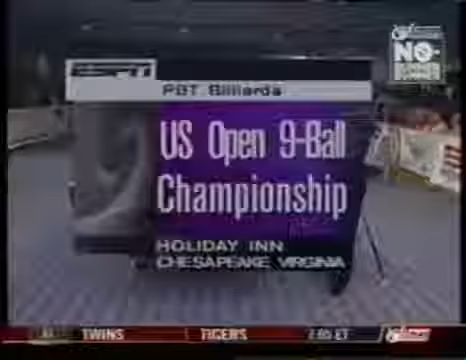 ESPN
NO-
PBT Billiards
US Open 9-Ball
Championship
HOLIDAY INN
CHESAPEAKE, VIRGINIA
TWINS TIGERS ET